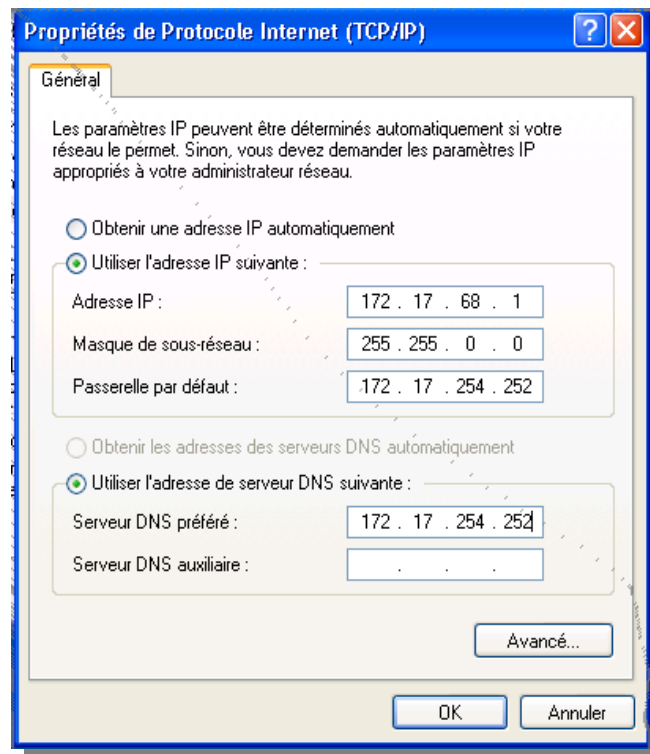 Propriétés de Protocole Internet (TCP/IP)
Général
Les paramètres IP peuvent être déterminés automatiquement si votre
réseau le permet. Sinon, vous devez demander les paramètres IP
appropriés à votre administrateur réseau.
Obtenir une adresse IP automatiquement
Utiliser l'adresse IP suivante :
Adresse IP : 172 . 17 . 68 . 1
Masque de sous-réseau : 255 . 255 . 0 . 0
Passerelle par défaut : 172 . 17 . 254 . 252
Obtenir les adresses des serveurs DNS automatiquement
Utiliser l'adresse de serveur DNS suivante :
Serveur DNS préféré : 172 . 17 . 254 . 252
Serveur DNS auxiliaire : . . .
Avancé...
OK Annuler